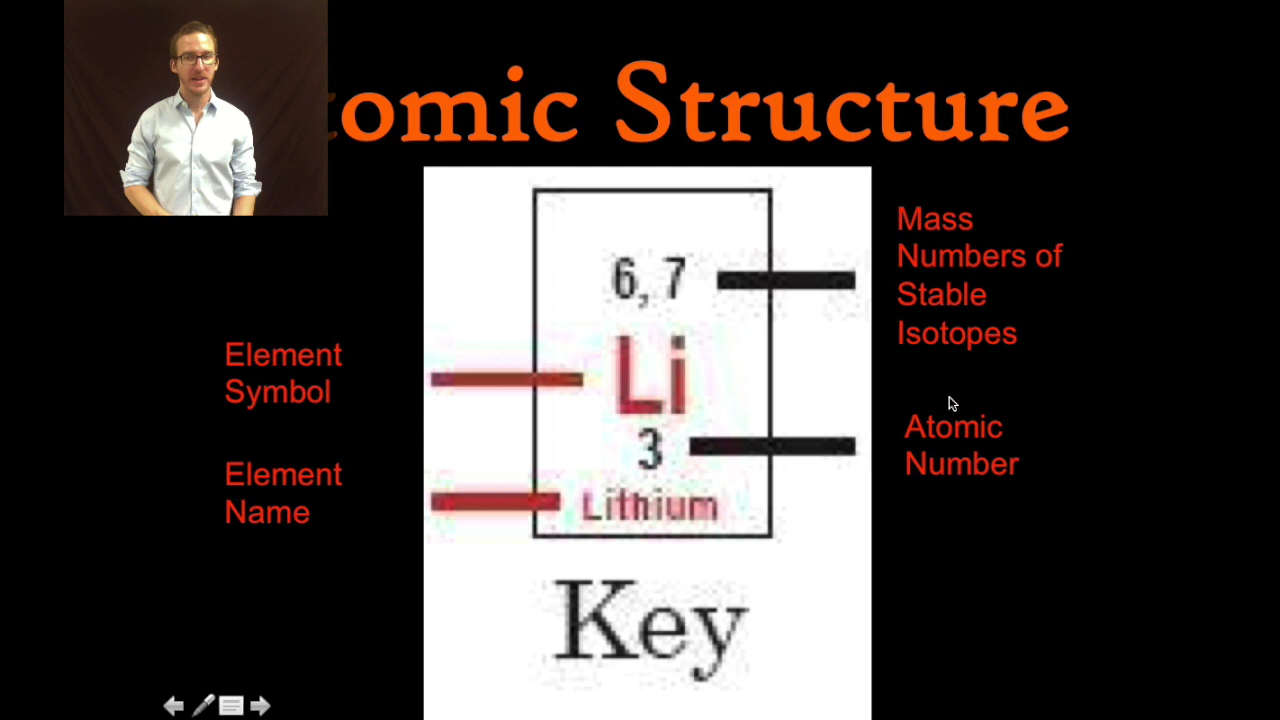 tomic Structure
6, 7
Mass
Numbers of
Stable
Isotopes
Element
Symbol
Li
3
Atomic
Number
Element
Name
Lithium
Key